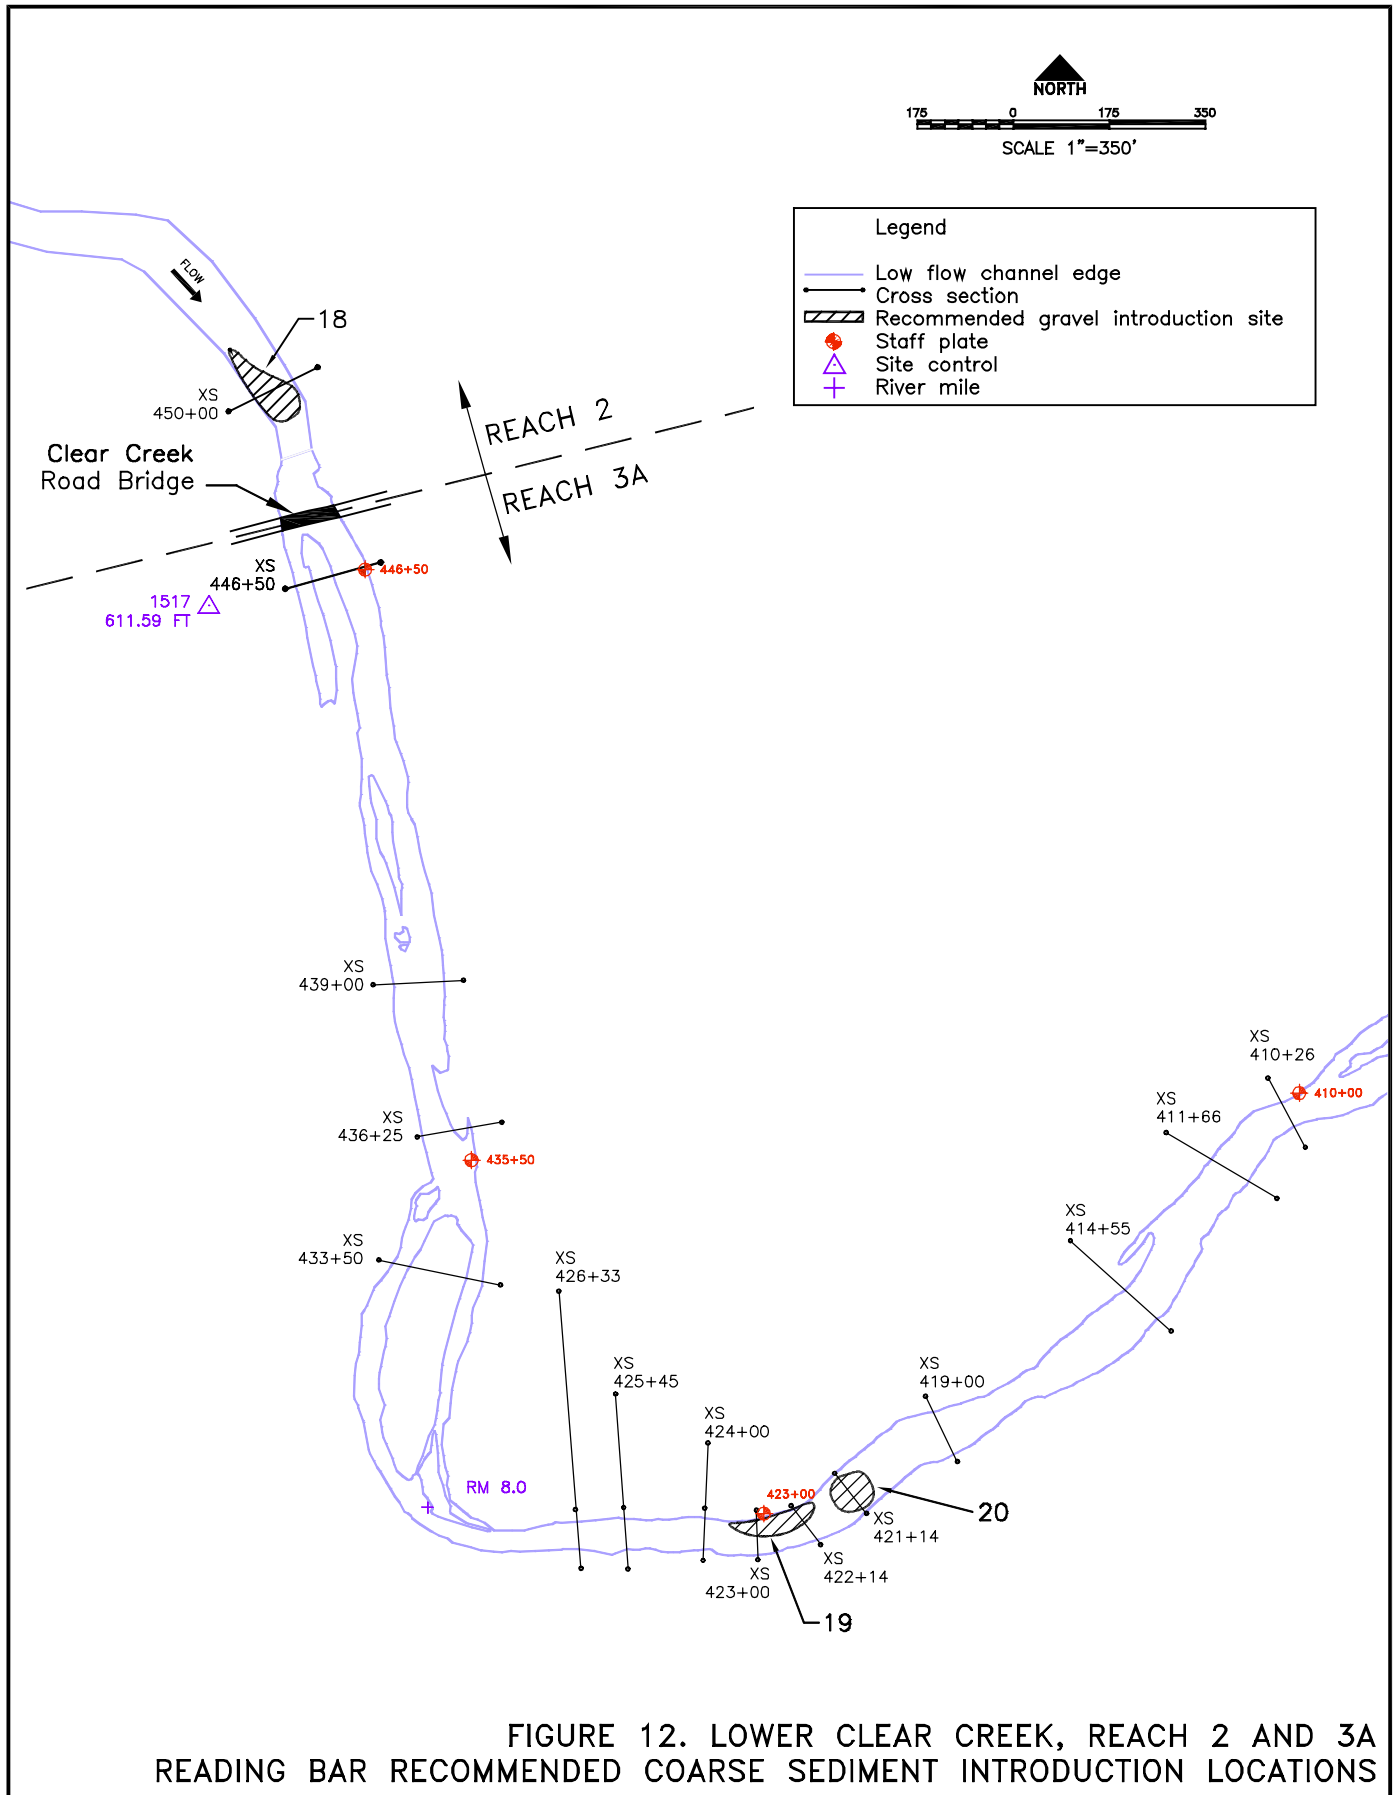 NORTH
175 0 175 350
SCALE 1"=350'
Legend
Low flow channel edge
Cross section
Recommended gravel introduction site
Staff plate
Site control
River mile
FLOW
18
XS
450+00
REACH 2
REACH 3A
Clear Creek
Road Bridge
XS
446+50
446+50
1517
611.59 FT
XS
439+00
XS
436+25
435+50
XS
433+50
XS
426+33
XS
425+45
XS
424+00
RM 8.0
423+00
XS
423+00
XS
422+14
XS
421+14
19
20
XS
419+00
XS
414+55
XS
411+66
XS
410+26
410+00
FIGURE 12. LOWER CLEAR CREEK, REACH 2 AND 3A
READING BAR RECOMMENDED COARSE SEDIMENT INTRODUCTION LOCATIONS